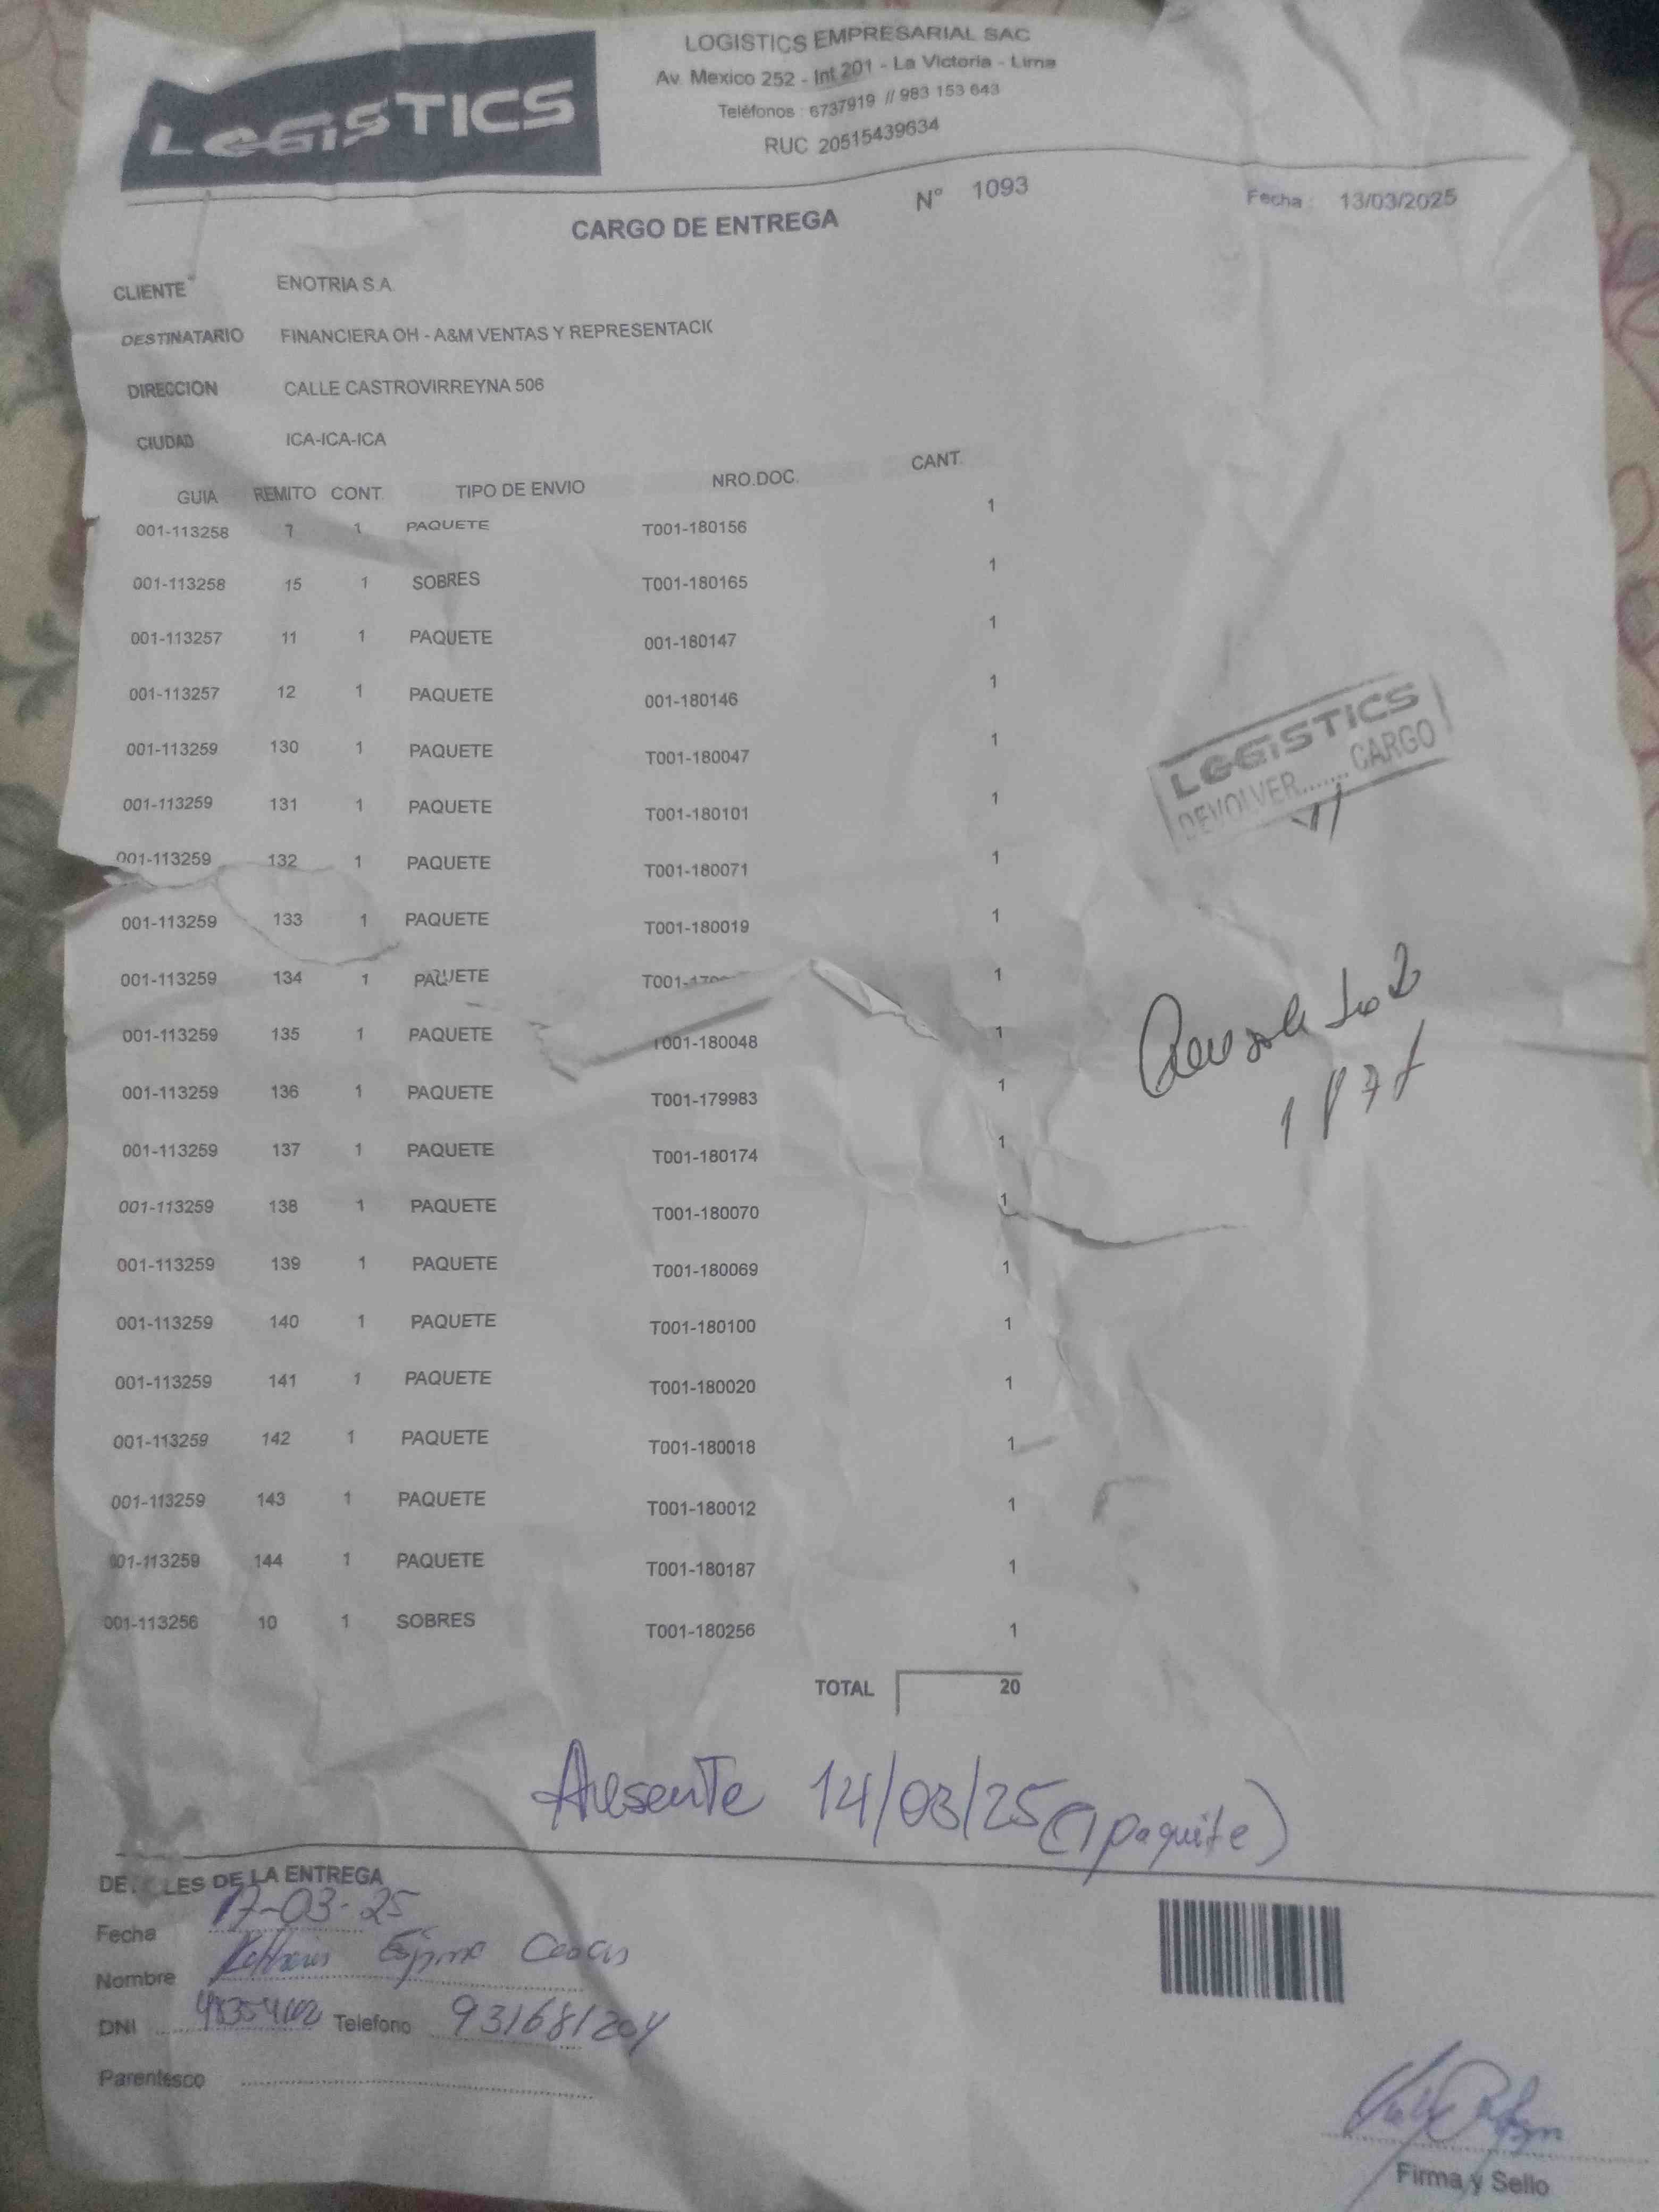 LOGISTICS
LOGISTICS EMPRESARIAL SAC
Av. Mexico 252 - Int 201 - La Victoria - Lima
Teléfonos : 6737919 // 983 153 643
RUC 20515439634
CARGO DE ENTREGA N° 1093 Fecha : 13/03/2025
CLIENTE ENOTRIA S.A.
DESTINATARIO FINANCIERA OH - A&M VENTAS Y REPRESENTACI
DIRECCION CALLE CASTROVIRREYNA 506
CIUDAD ICA-ICA-ICA
GUIA REMITO CONT. TIPO DE ENVIO NRO.DOC. CANT.
001-113258 7 1 PAQUETE T001-180156 1
001-113258 15 1 SOBRES T001-180165 1
001-113257 11 1 PAQUETE 001-180147 1
001-113257 12 1 PAQUETE 001-180146 1
001-113259 130 1 PAQUETE T001-180047 1
001-113259 131 1 PAQUETE T001-180101 1
001-113259 132 1 PAQUETE T001-180071 1
001-113259 133 1 PAQUETE T001-180019 1
001-113259 134 1 PAQUETE 1
001-113259 135 1 PAQUETE T001-180048 1
001-113259 136 1 PAQUETE T001-179983 1
001-113259 137 1 PAQUETE T001-180174 1
001-113259 138 1 PAQUETE T001-180070 1
001-113259 139 1 PAQUETE T001-180069 1
001-113259 140 1 PAQUETE T001-180100 1
001-113259 141 1 PAQUETE T001-180020 1
001-113259 142 1 PAQUETE T001-180018 1
001-113259 143 1 PAQUETE T001-180012 1
001-113259 144 1 PAQUETE T001-180187 1
001-113256 10 1 SOBRES T001-180256 1
LOGISTICS
DEVOLVER....... CARGO
TOTAL 20
Ausente 14/03/25 (1 paquete)
DE LES DE LA ENTREGA
Fecha 17-03-25
Nombre
DNI Telefono 931681204
Parentesco
Firma y Sello